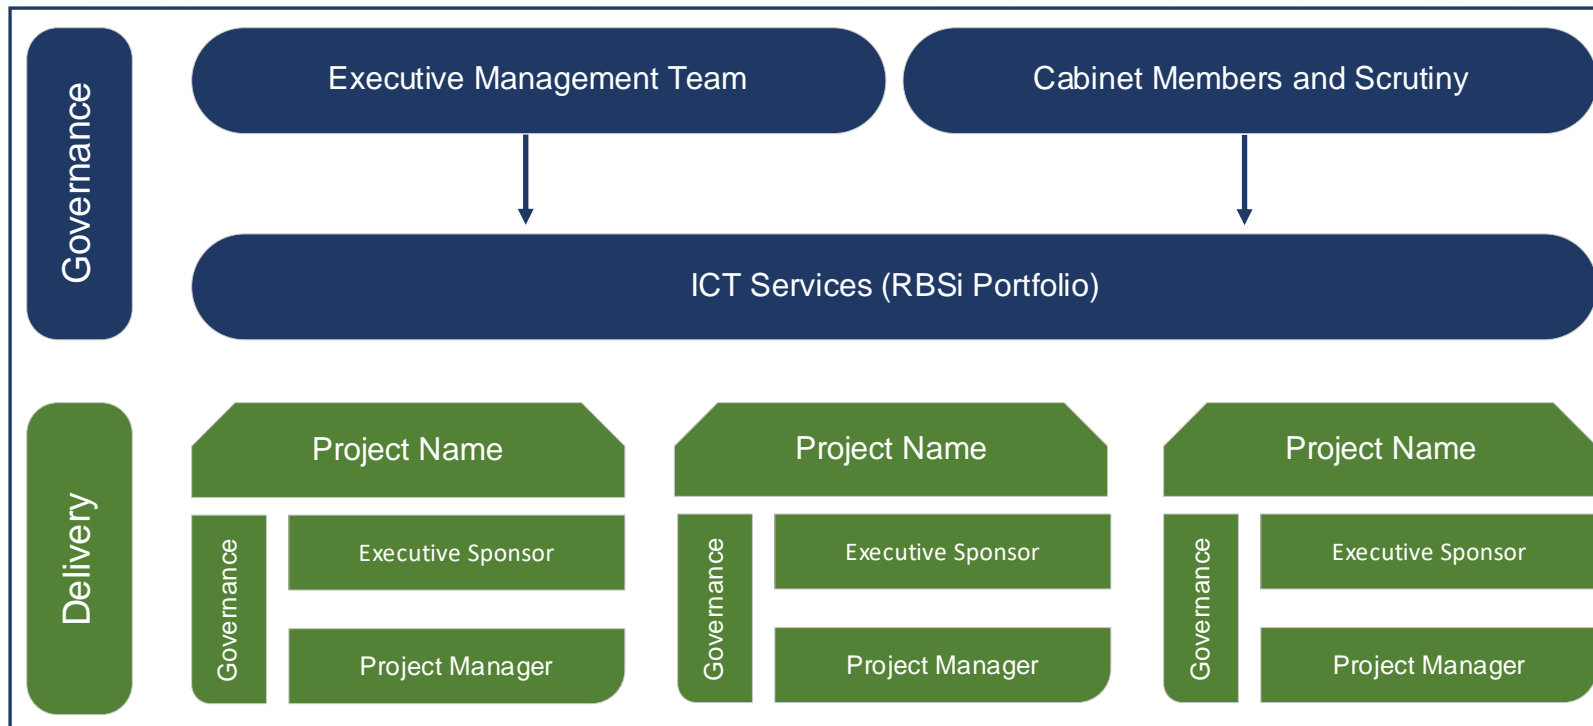 Governance
Executive Management Team
Cabinet Members and Scrutiny
ICT Services (RBSi Portfolio)
Delivery
Project Name
Governance
Executive Sponsor
Project Manager
Project Name
Governance
Executive Sponsor
Project Manager
Project Name
Governance
Executive Sponsor
Project Manager